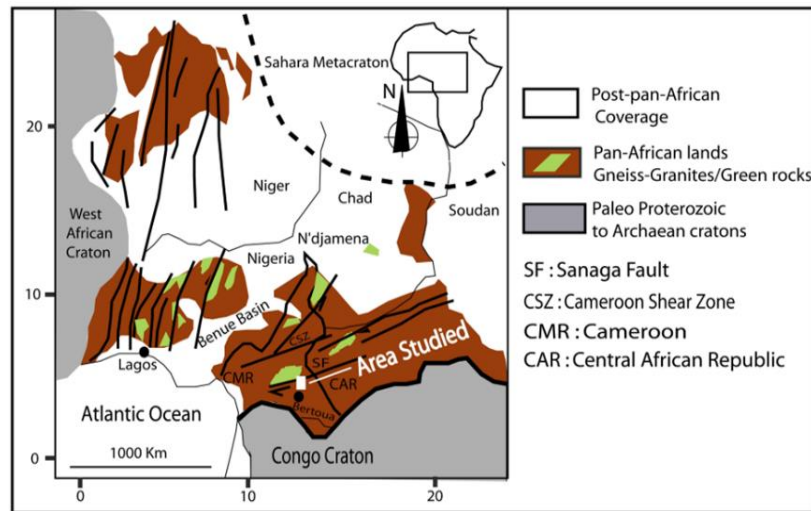 Sahara Metacraton
N
20
Niger
Chad
Soudan
West
African
Craton
N'djamena
Nigeria
10
Benue Basin
CSZ
SF
Area Studied
Lagos
CMR
CAR
Bertoua
Atlantic Ocean
1000 Km
Congo Craton
0
0
10
20
Post-pan-African
Coverage
Pan-African lands
Gneiss-Granites/Green rocks
Paleo Proterozoic
to Archaean cratons
SF : Sanaga Fault
CSZ : Cameroon Shear Zone
CMR : Cameroon
CAR : Central African Republic